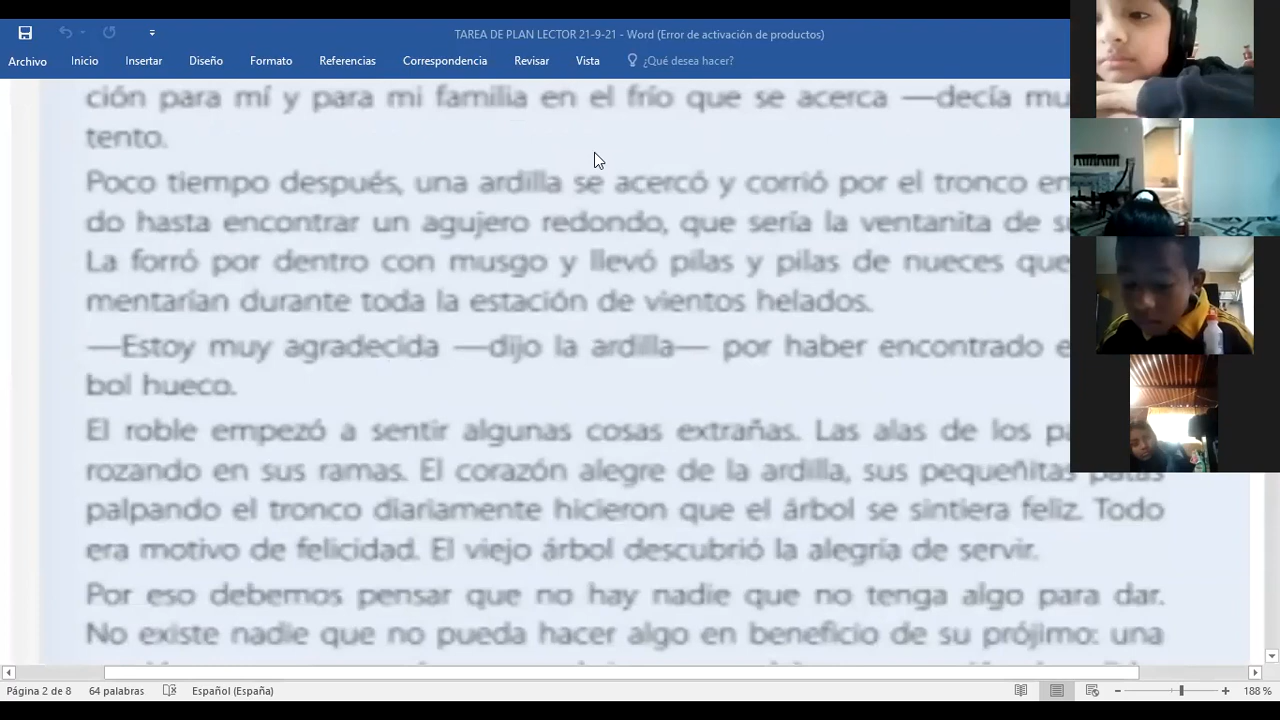 TAREA DE PLAN LECTOR 21-9-21 - Word (Error de activación de productos)
Archivo Inicio Insertar Diseño Formato Referencias Correspondencia Revisar Vista ¿Qué desea hacer?
ción para mí y para mi familia en el frío que se acerca —decía mu
tento.
Poco tiempo después, una ardilla se acercó y corrió por el tronco en
do hasta encontrar un agujero redondo, que sería la ventanita de su
La forró por dentro con musgo y llevó pilas y pilas de nueces que
mentarían durante toda la estación de vientos helados.
—Estoy muy agradecida —dijo la ardilla— por haber encontrado e
bol hueco.
El roble empezó a sentir algunas cosas extrañas. Las alas de los pa
rozando en sus ramas. El corazón alegre de la ardilla, sus pequeñitas patas
palpando el tronco diariamente hicieron que el árbol se sintiera feliz. Todo
era motivo de felicidad. El viejo árbol descubrió la alegría de servir.
Por eso debemos pensar que no hay nadie que no tenga algo para dar.
No existe nadie que no pueda hacer algo en beneficio de su prójimo: una
Página 2 de 8 64 palabras Español (España) 188 %